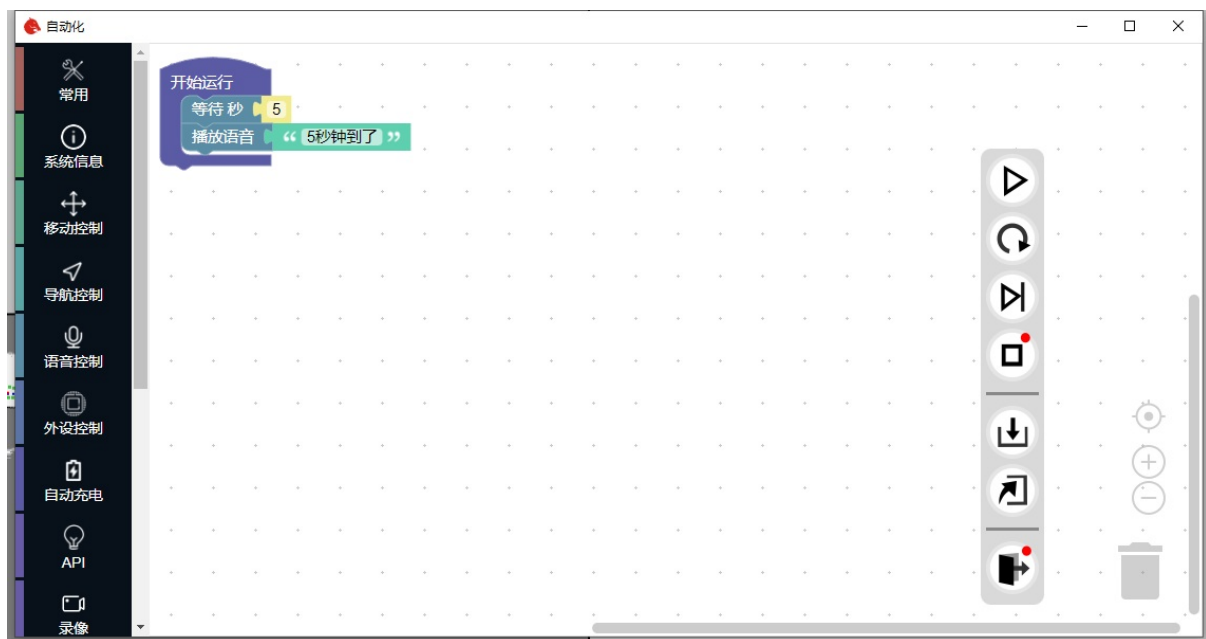 自动化
常用
系统信息
移动控制
导航控制
语音控制
外设控制
自动充电
API
录像
开始运行
等待 秒 5
播放语音 “ 5秒钟到了 ”